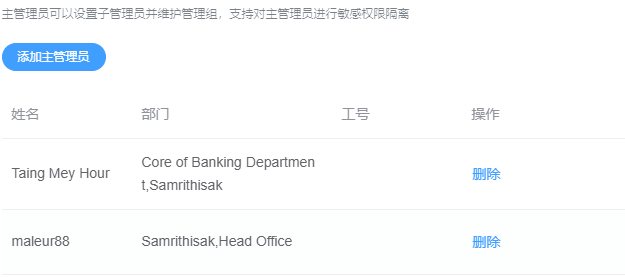 主管理员可以设置子管理员并维护管理组，支持对主管理员进行敏感权限隔离
添加主管理员
姓名 部门 工号 操作
Taing Mey Hour Core of Banking Departmen 删除
t,Samrithisak
maleur88 Samrithisak,Head Office 删除